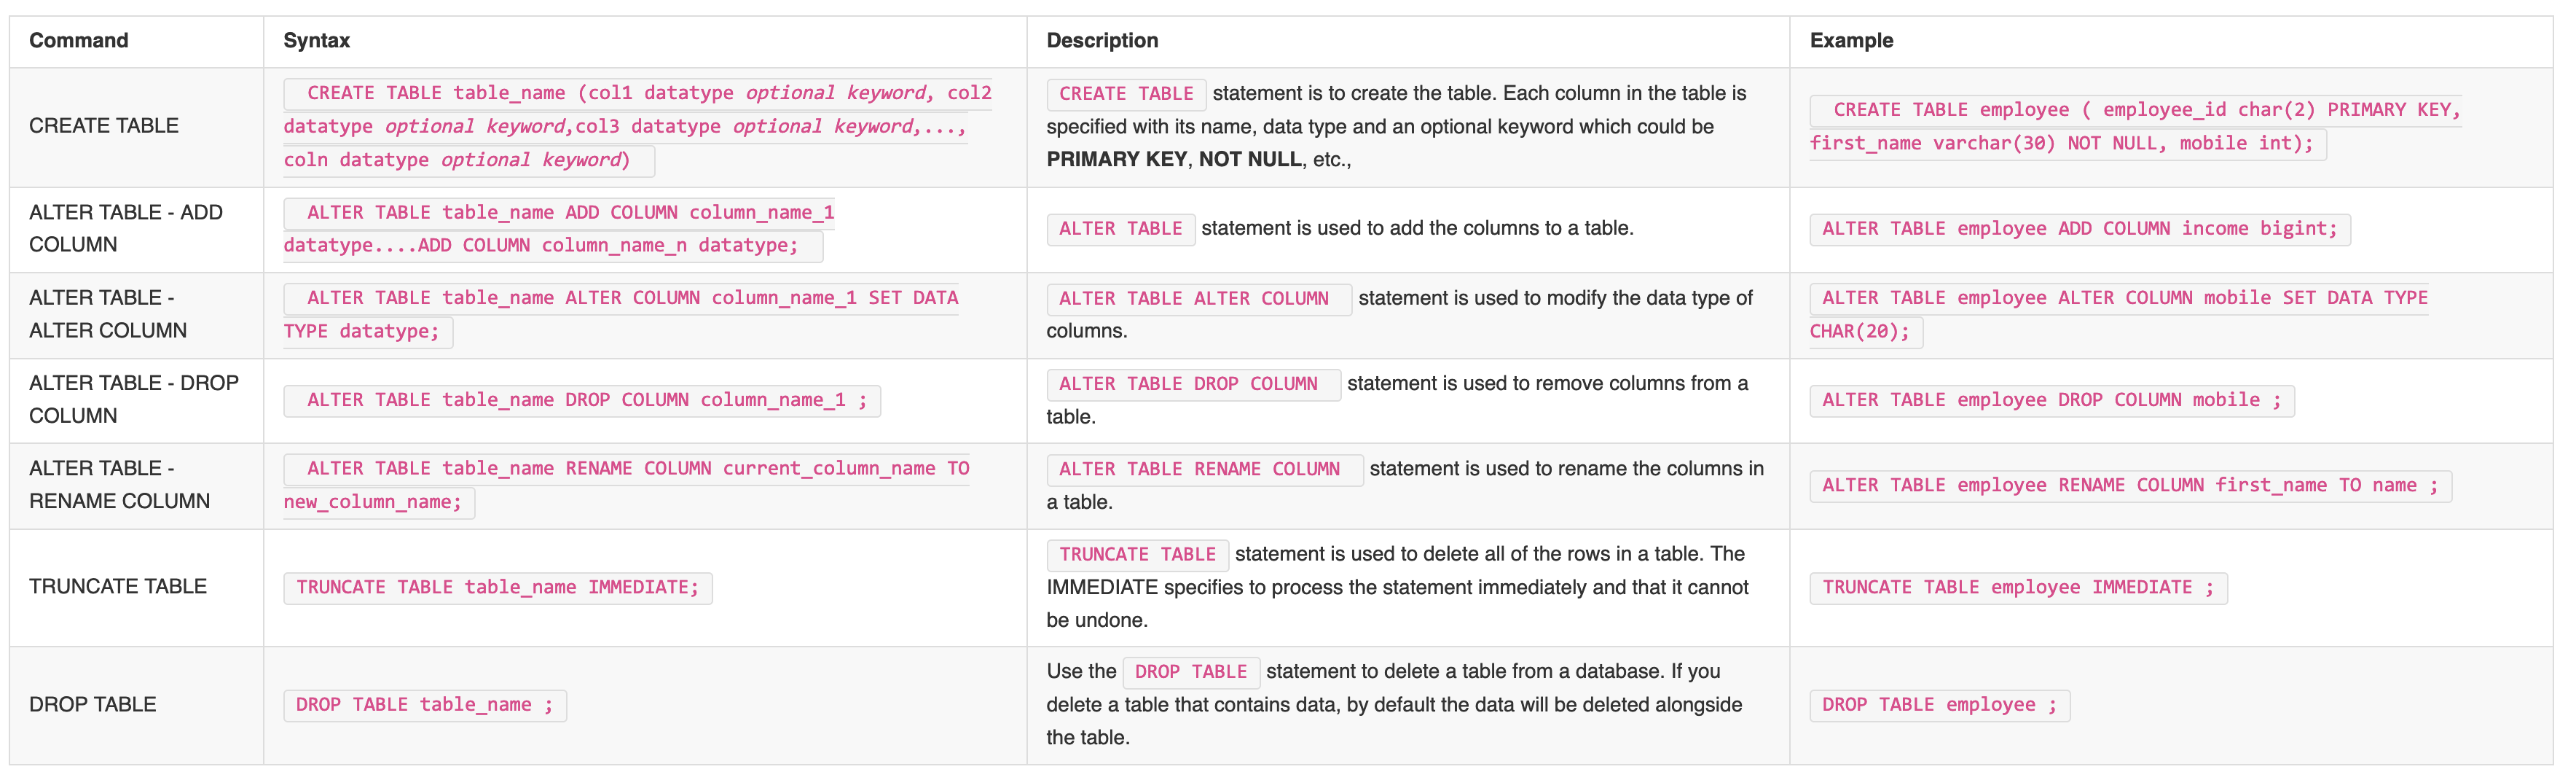 Command Syntax Description Example
CREATE TABLE
CREATE TABLE table_name (col1 datatype optional keyword, col2
datatype optional keyword,col3 datatype optional keyword,...,
coln datatype optional keyword)
CREATE TABLE statement is to create the table. Each column in the table is
specified with its name, data type and an optional keyword which could be
PRIMARY KEY, NOT NULL, etc.,
CREATE TABLE employee ( employee_id char(2) PRIMARY KEY,
first_name varchar(30) NOT NULL, mobile int);
ALTER TABLE - ADD
COLUMN
ALTER TABLE table_name ADD COLUMN column_name_1
datatype....ADD COLUMN column_name_n datatype;
ALTER TABLE statement is used to add the columns to a table.
ALTER TABLE employee ADD COLUMN income bigint;
ALTER TABLE -
ALTER COLUMN
ALTER TABLE table_name ALTER COLUMN column_name_1 SET DATA
TYPE datatype;
ALTER TABLE ALTER COLUMN statement is used to modify the data type of
columns.
ALTER TABLE employee ALTER COLUMN mobile SET DATA TYPE
CHAR(20);
ALTER TABLE - DROP
COLUMN
ALTER TABLE table_name DROP COLUMN column_name_1 ;
ALTER TABLE DROP COLUMN statement is used to remove columns from a
table.
ALTER TABLE employee DROP COLUMN mobile ;
ALTER TABLE -
RENAME COLUMN
ALTER TABLE table_name RENAME COLUMN current_column_name TO
new_column_name;
ALTER TABLE RENAME COLUMN statement is used to rename the columns in
a table.
ALTER TABLE employee RENAME COLUMN first_name TO name ;
TRUNCATE TABLE
TRUNCATE TABLE table_name IMMEDIATE;
TRUNCATE TABLE statement is used to delete all of the rows in a table. The
IMMEDIATE specifies to process the statement immediately and that it cannot
be undone.
TRUNCATE TABLE employee IMMEDIATE ;
DROP TABLE
DROP TABLE table_name ;
Use the DROP TABLE statement to delete a table from a database. If you
delete a table that contains data, by default the data will be deleted alongside
the table.
DROP TABLE employee ;